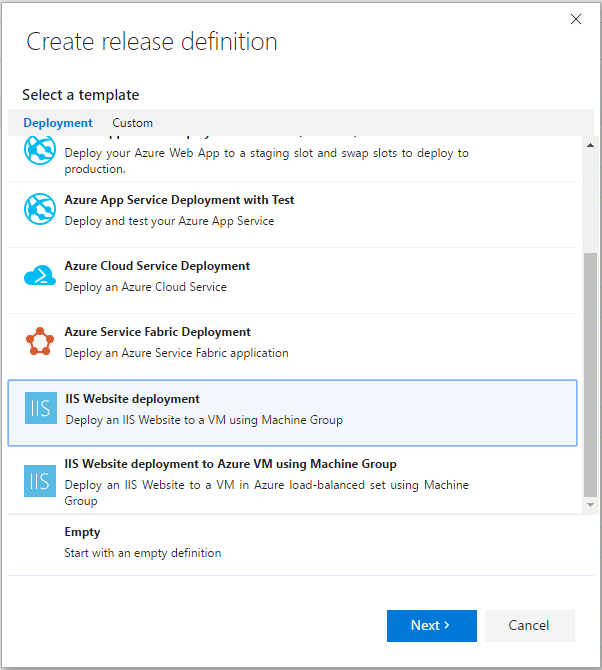 Create release definition
Select a template
Deployment Custom
Deploy your Azure Web App to a staging slot and swap slots to deploy to
production.
Azure App Service Deployment with Test
Deploy and test your Azure App Service
Azure Cloud Service Deployment
Deploy an Azure Cloud Service
Azure Service Fabric Deployment
Deploy an Azure Service Fabric application
IIS
IIS Website deployment
Deploy an IIS Website to a VM using Machine Group
IIS
IIS Website deployment to Azure VM using Machine Group
Deploy an IIS Website to a VM in Azure load-balanced set using Machine
Group
Empty
Start with an empty definition
Next >
Cancel